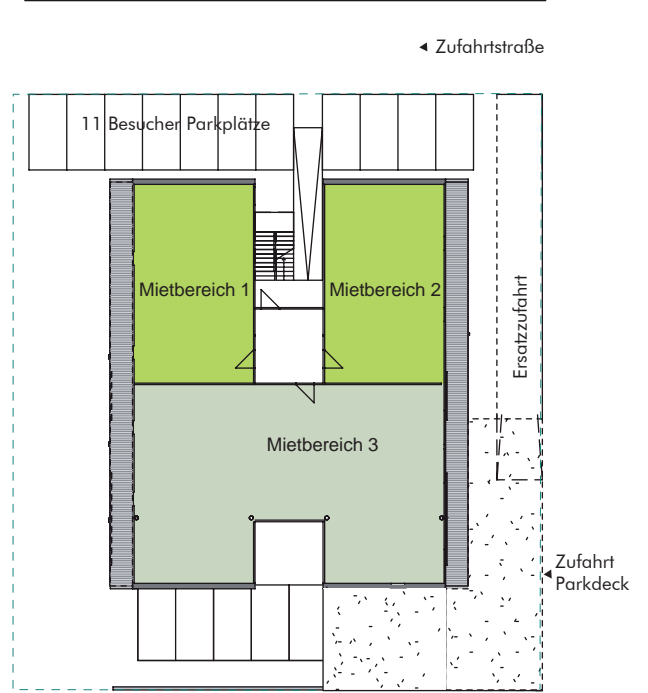 Zufahrtstraße
11 Besucher Parkplätze
Mietbereich 1
Mietbereich 2
Ersatzzufahrt
Mietbereich 3
Zufahrt
Parkdeck